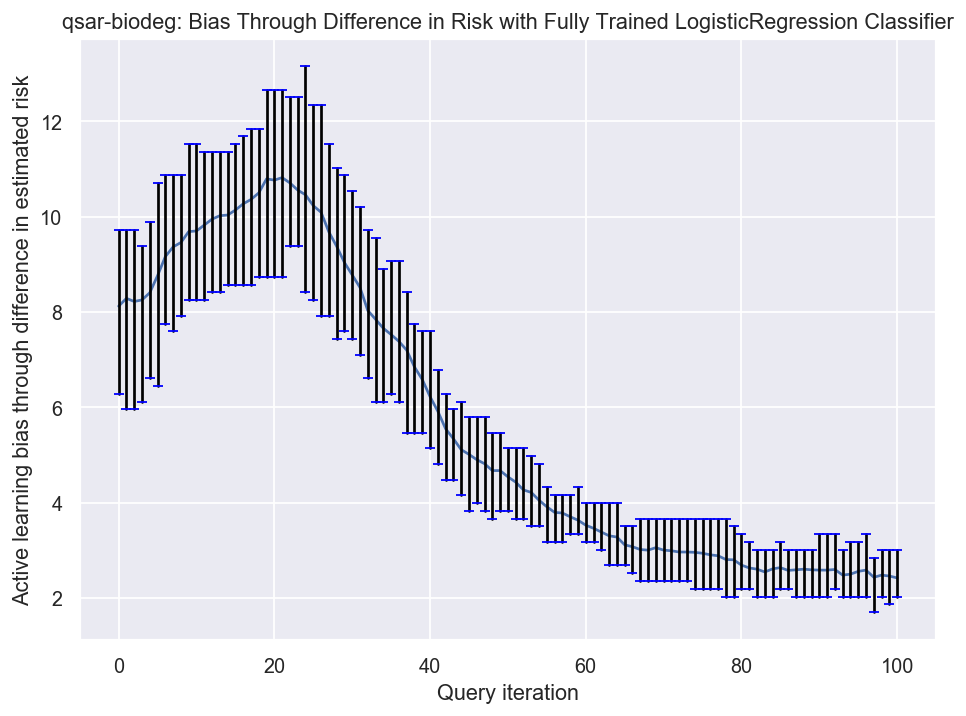 qsar-biodeg: Bias Through Difference in Risk with Fully Trained LogisticRegression Classifier
Active learning bias through difference in estimated risk
12
10
8
6
4
2
0 20 40 60 80 100
Query iteration